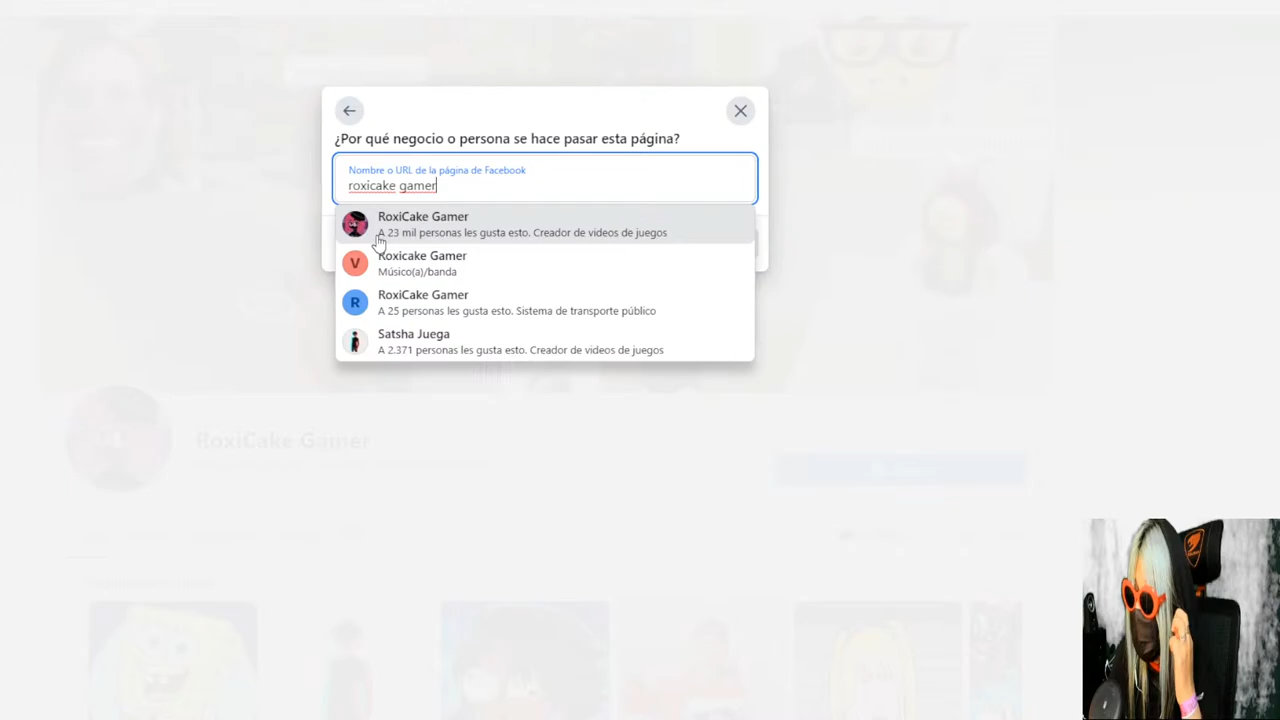 ¿Por qué negocio o persona se hace pasar esta página?
Nombre o URL de la página de Facebook
roxicake gamer
RoxiCake Gamer
A 23 mil personas les gusta esto. Creador de videos de juegos
Roxicake Gamer
V
Músico(a)/banda
RoxiCake Gamer
R
A 25 personas les gusta esto. Sistema de transporte público
Satsha Juega
A 2.371 personas les gusta esto. Creador de videos de juegos
RoxiCake Gamer